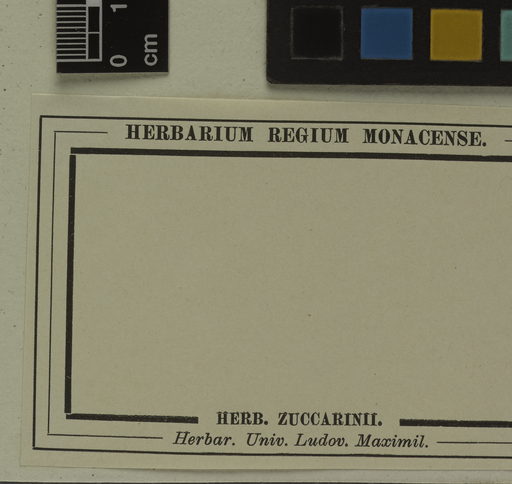 0 1
cm
HERBARIUM REGIUM MONACENSE.
HERB. ZUCCARINII.
Herbar. Univ. Ludov. Maximil.